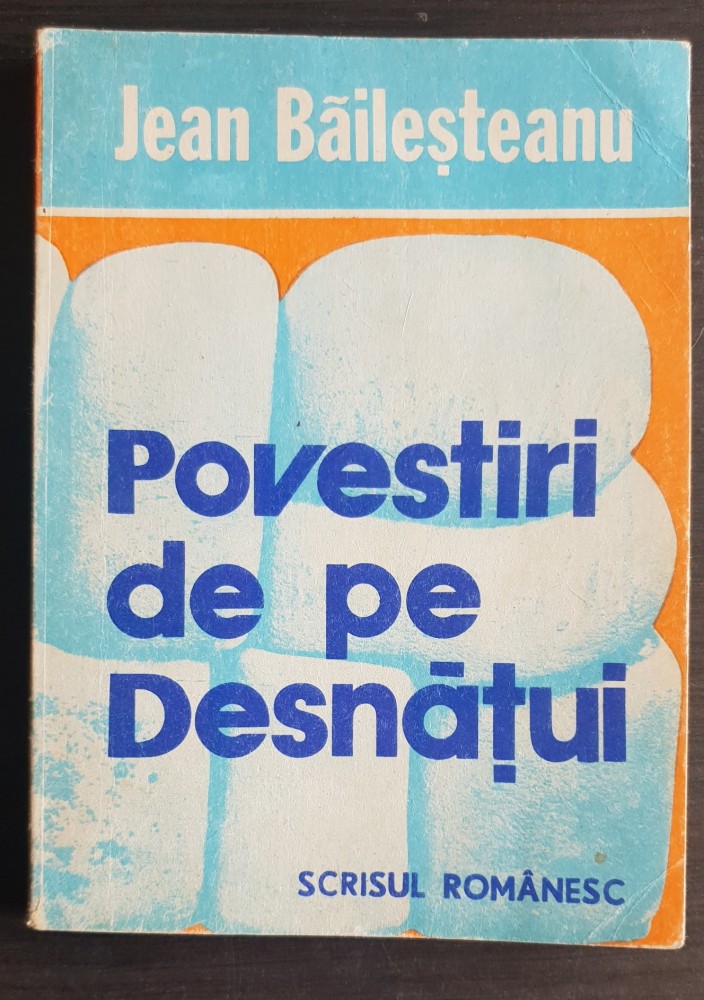 Jean Băileșteanu
Povestiri
de pe
Desnățui
SCRISUL ROMÂNESC